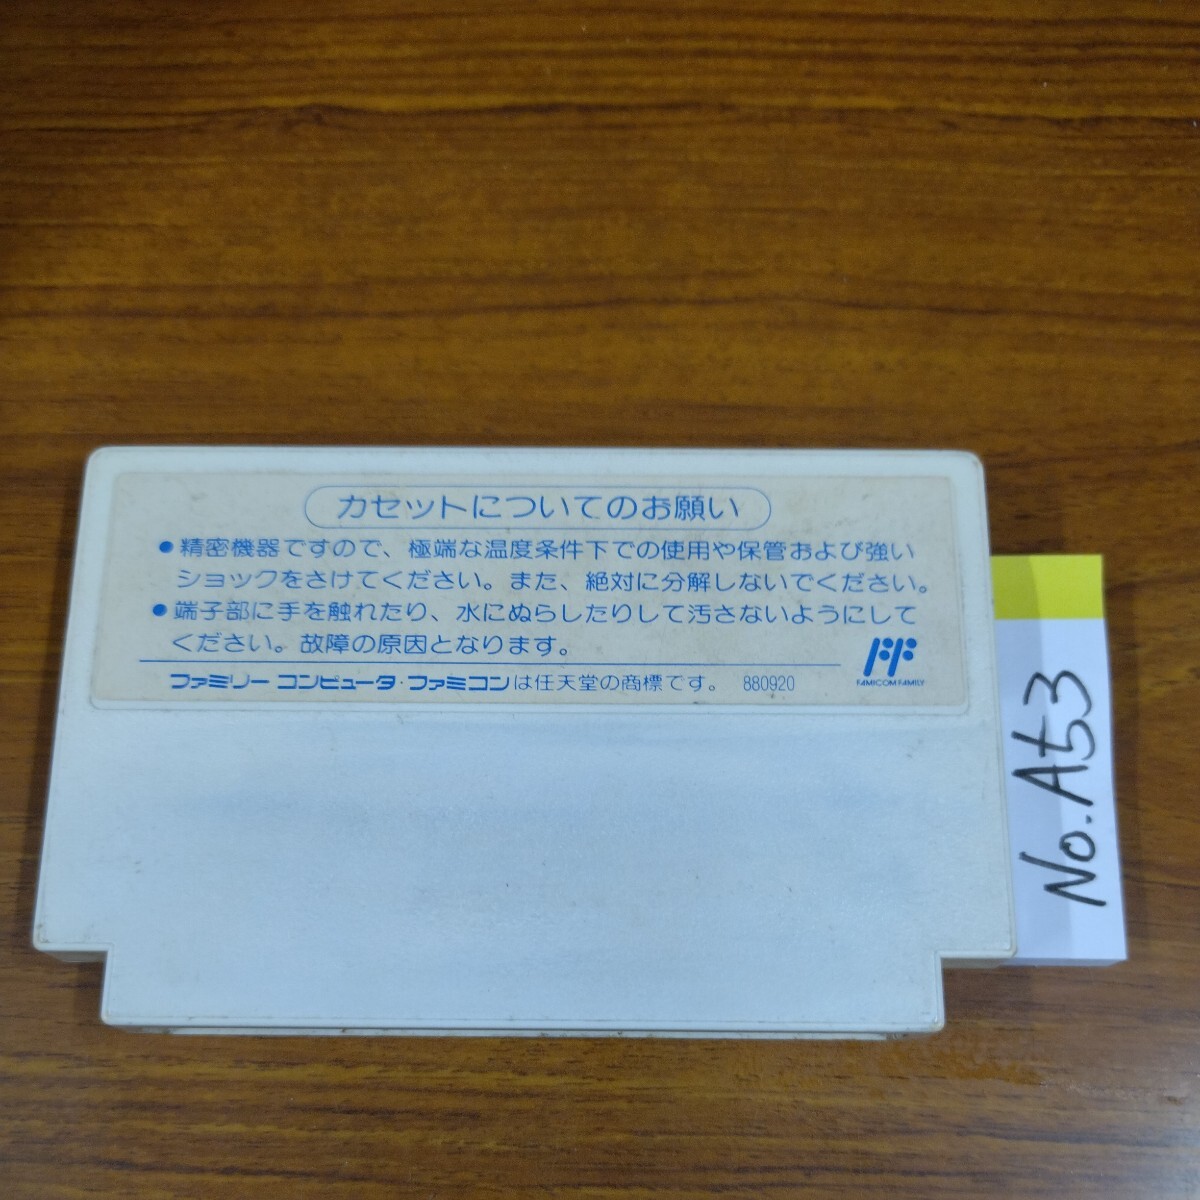 カセットについてのお願い
●精密機器ですので、極端な温度条件下での使用や保管および強い
ショックをさけてください。また、絶対に分解しないでください。
●端子部に手を触れたり、水にぬらしたりして汚さないようにして
ください。故障の原因となります。
ファミリー コンピュータ・ファミコンは任天堂の商標です。 880920
FAMICOM FAMILY
No.At53